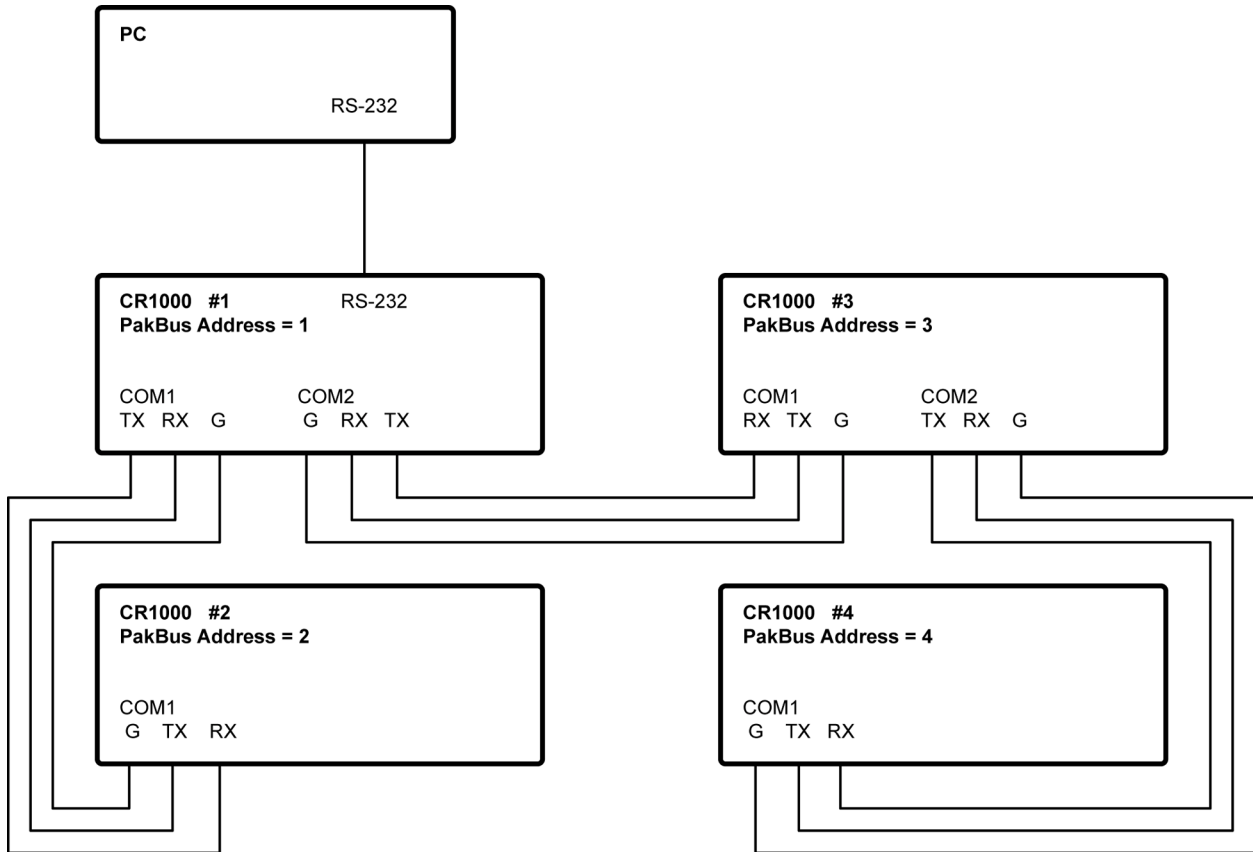 PC
RS-232
CR1000 #1 RS-232
PakBus Address = 1
COM1 COM2
TX RX G G RX TX
CR1000 #3
PakBus Address = 3
COM1 COM2
RX TX G TX RX G
CR1000 #2
PakBus Address = 2
COM1
G TX RX
CR1000 #4
PakBus Address = 4
COM1
G TX RX